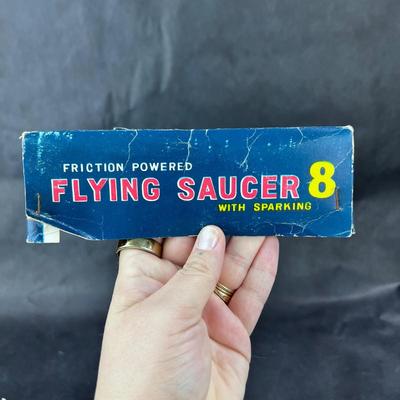 FRICTION POWERED
FLYING SAUCER 8
WITH SPARKING